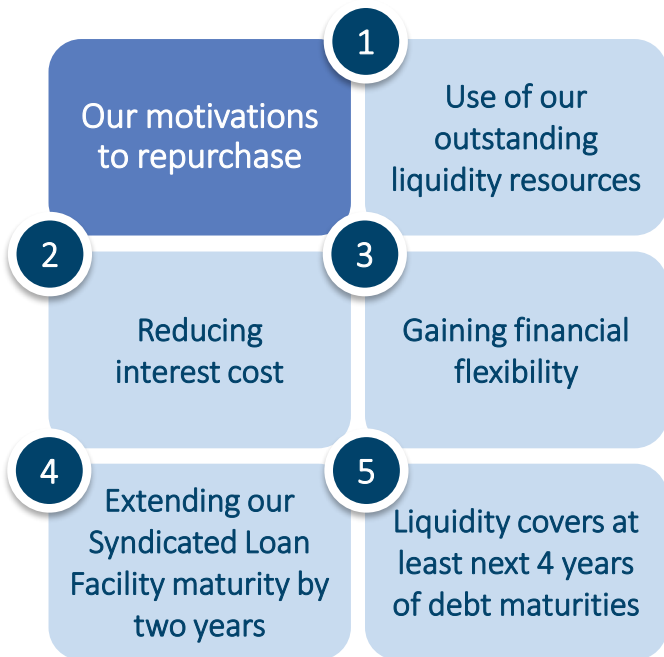 Our motivations
to repurchase
1
Use of our
outstanding
liquidity resources
2
Reducing
interest cost
3
Gaining financial
flexibility
4
Extending our
Syndicated Loan
Facility maturity by
two years
5
Liquidity covers at
least next 4 years
of debt maturities